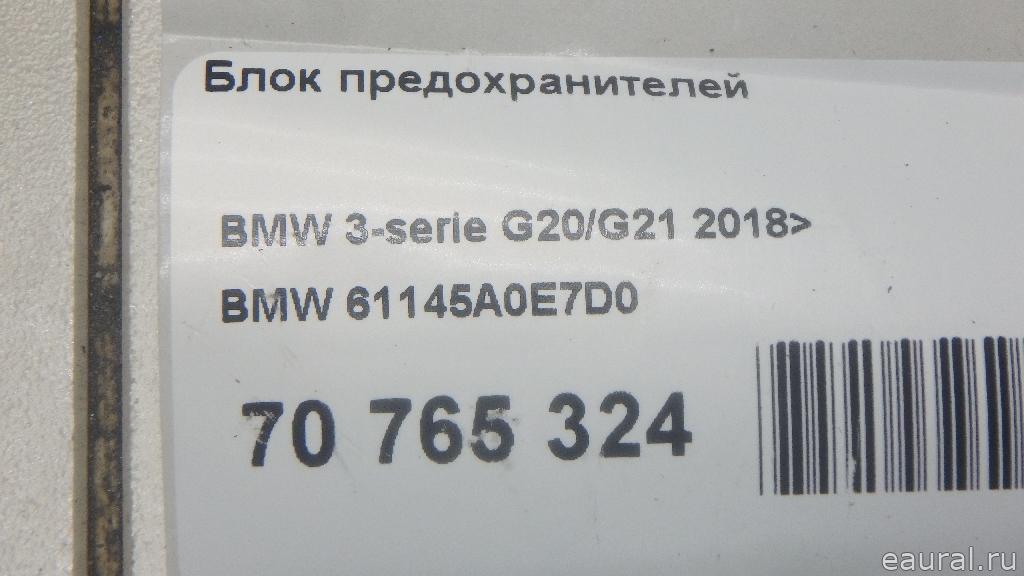 Блок предохранителей
BMW 3-serie G20/G21 2018>
BMW 61145A0E7D0
70 765 324
eaural.ru